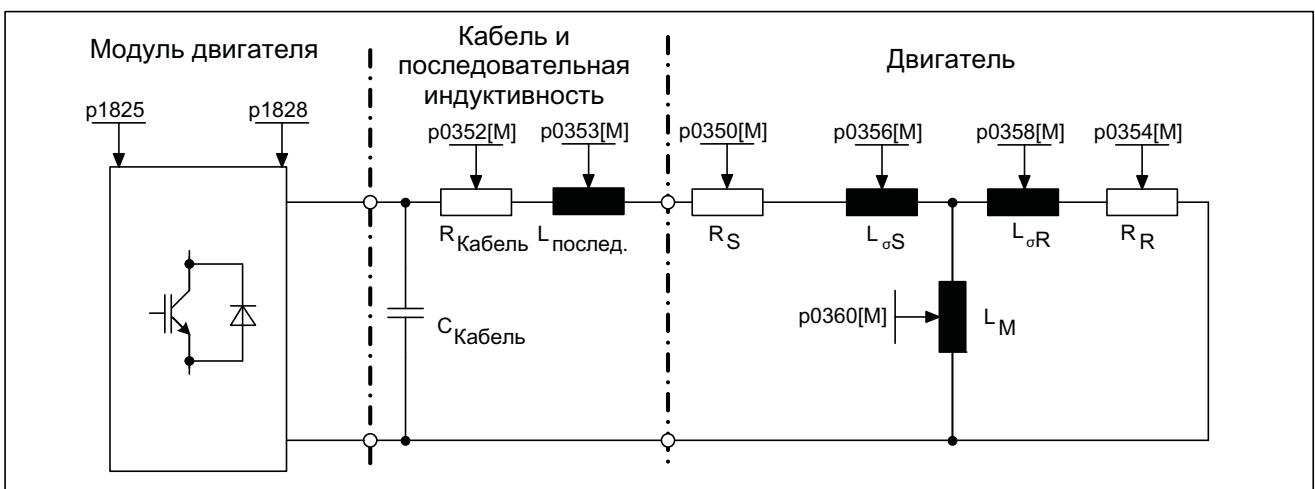 Модуль двигателя
Кабель и
последовательная
индуктивность
Двигатель
p1825
p1828
p0352[M]
p0353[M]
p0350[M]
p0356[M]
p0358[M]
p0354[M]
RКабель
Lпослед.
RS
LσS
LσR
RR
CКабель
p0360[M]
LM